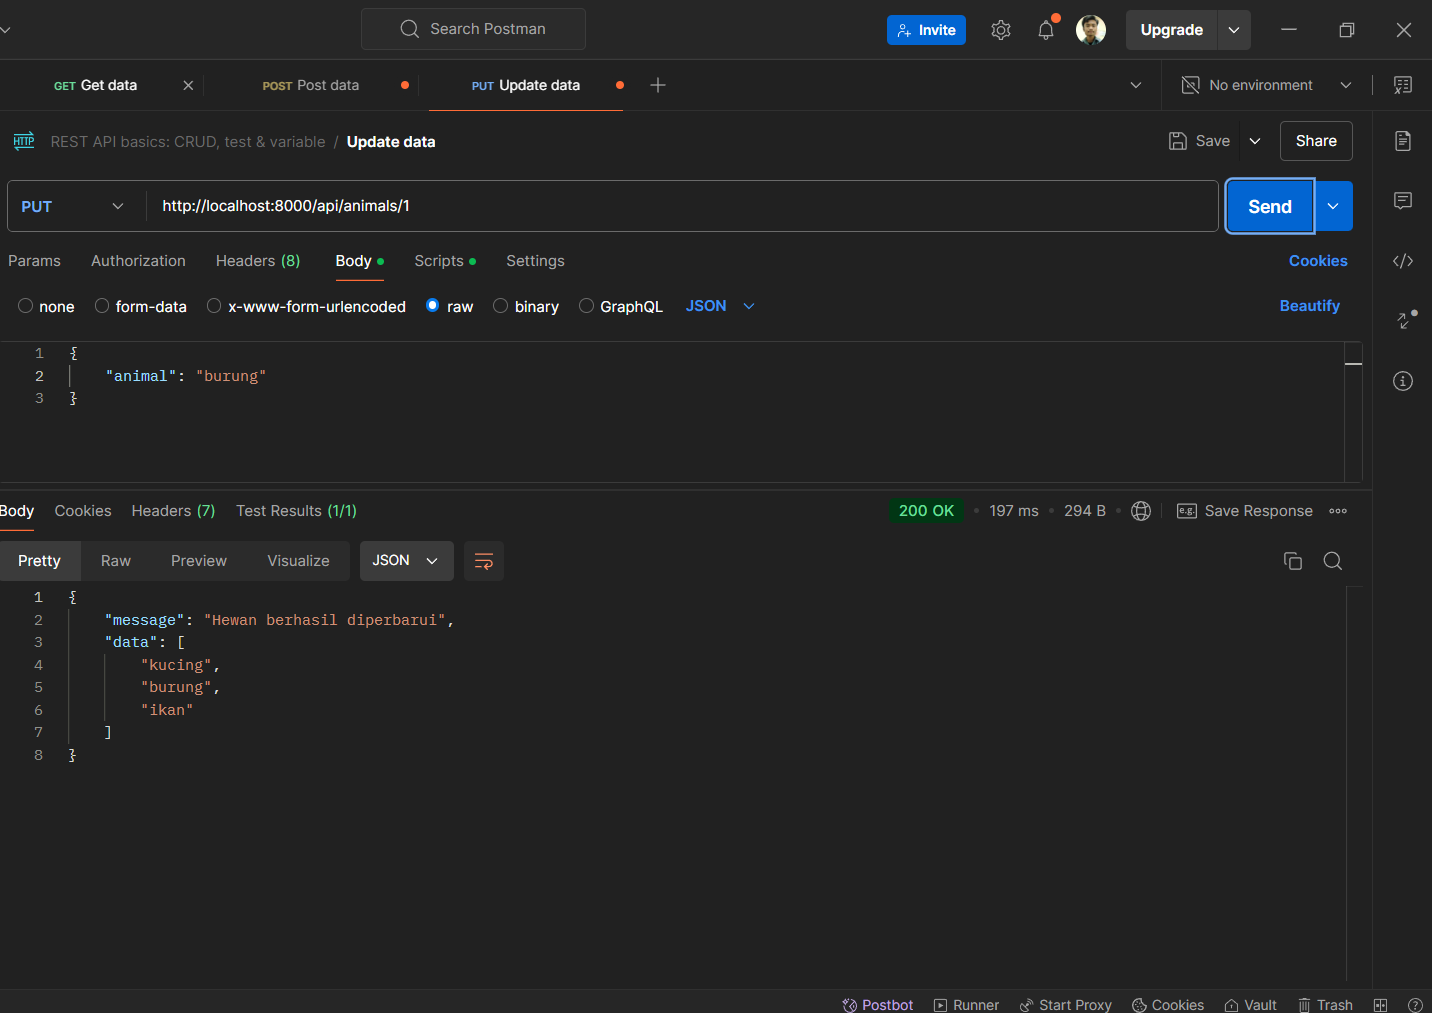 Search Postman
Invite
Upgrade
GET Get data
POST Post data
PUT Update data
No environment
HTTP REST API basics: CRUD, test & variable / Update data
Save
Share
PUT
http://localhost:8000/api/animals/1
Send
Params Authorization Headers (8) Body Scripts Settings
Cookies
none form-data x-www-form-urlencoded raw binary GraphQL JSON
Beautify
1 {
2 "animal": "burung"
3 }
Body Cookies Headers (7) Test Results (1/1)
200 OK • 197 ms • 294 B •
e.g. Save Response
Pretty Raw Preview Visualize JSON
1 {
2 "message": "Hewan berhasil diperbarui",
3 "data": [
4 "kucing",
5 "burung",
6 "ikan"
7 ]
8 }
Postbot Runner Start Proxy Cookies Vault Trash